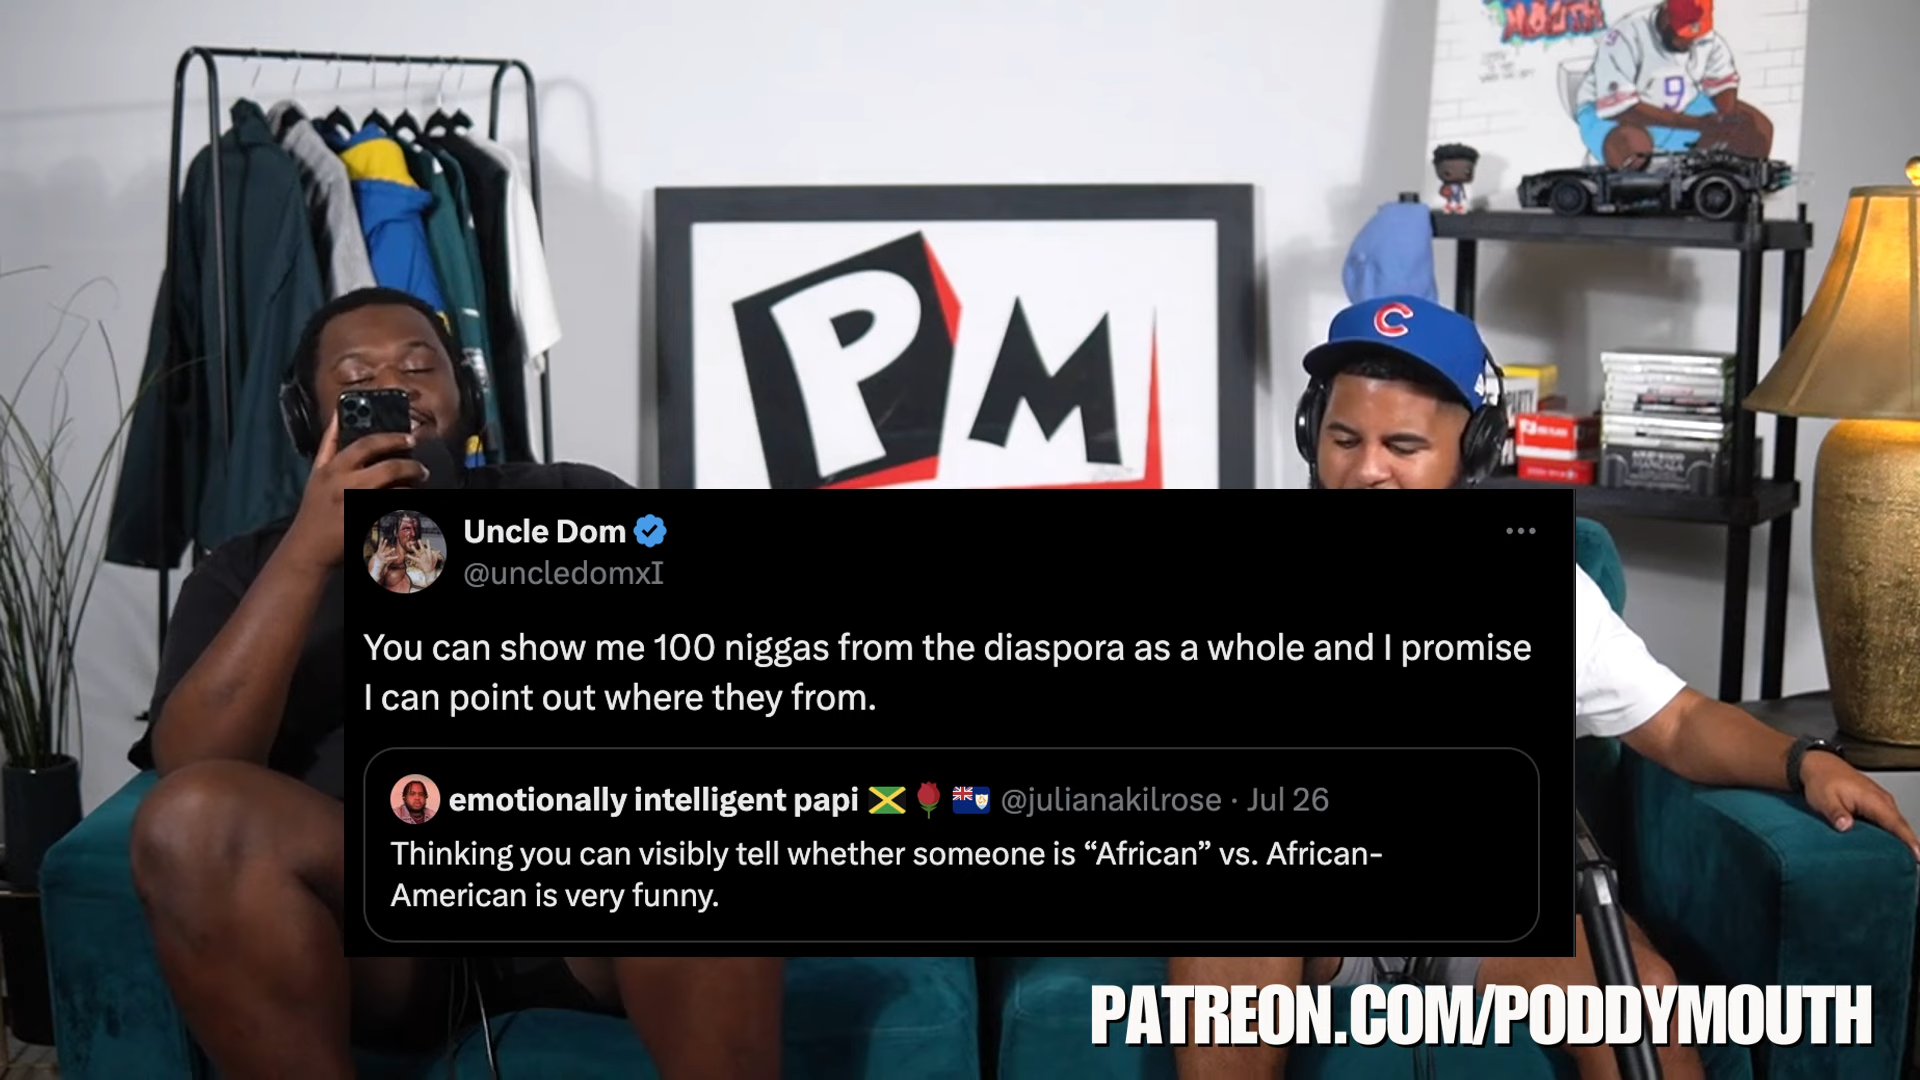 MOUTH
9
PM
C
Uncle Dom
@uncledomxI
You can show me 100 niggas from the diaspora as a whole and I promise
I can point out where they from.
emotionally intelligent papi 🇯🇲🌹🇦🇮 @julianakilrose · Jul 26
Thinking you can visibly tell whether someone is “African” vs. African-
American is very funny.
PATREON.COM/PODDYMOUTH